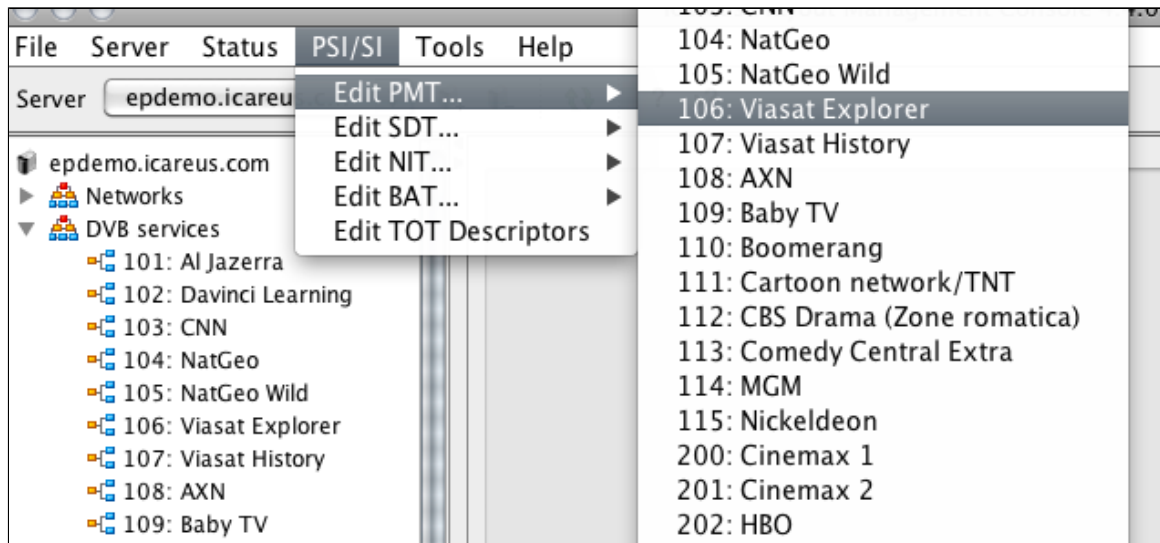 File Server Status PSI/SI Tools Help
Server epdemo.icareu
epdemo.icareus.com
Networks
DVB services
101: Al Jazerra
102: Davinci Learning
103: CNN
104: NatGeo
105: NatGeo Wild
106: Viasat Explorer
107: Viasat History
108: AXN
109: Baby TV
Edit PMT...
Edit SDT...
Edit NIT...
Edit BAT...
Edit TOT Descriptors
103: CNN
104: NatGeo
105: NatGeo Wild
106: Viasat Explorer
107: Viasat History
108: AXN
109: Baby TV
110: Boomerang
111: Cartoon network/TNT
112: CBS Drama (Zone romatica)
113: Comedy Central Extra
114: MGM
115: Nickeldeon
200: Cinemax 1
201: Cinemax 2
202: HBO